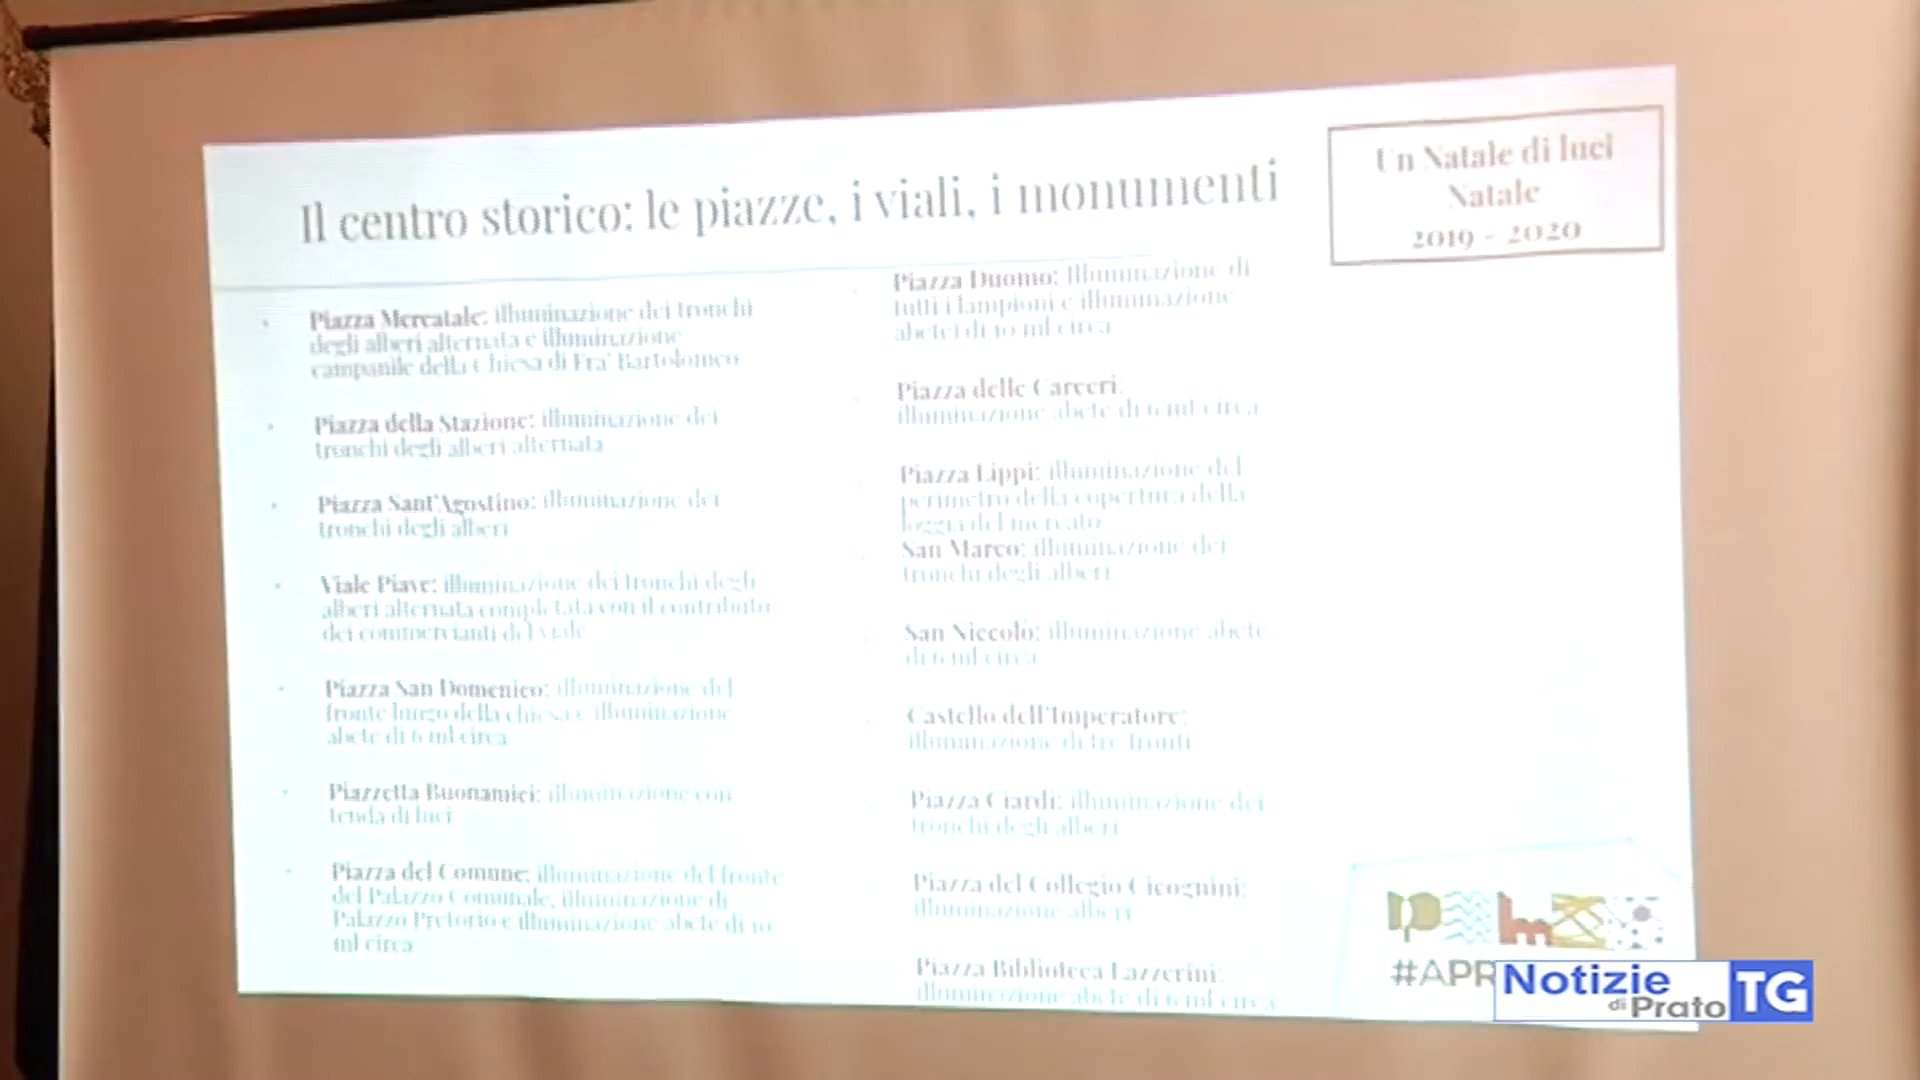 Il centro storico: le piazze, i viali, i monumenti
Un Natale di luci
Natale
2019 - 2020
Piazza Mercatale: illuminazione dei tronchi
degli alberi alternata e illuminazione
campanile della Chiesa di Fra' Bartolomeo
Piazza della Stazione: illuminazione dei
tronchi degli alberi alternata
Piazza Sant'Agostino: illuminazione dei
tronchi degli alberi
Viale Piave: illuminazione dei tronchi degli
alberi alternata completata con il contributo
dei commercianti del viale
Piazza San Domenico: illuminazione del
fronte lungo della chiesa e illuminazione
abete di 6 ml circa
Piazzetta Buonamici: illuminazione con
tenda di luci
Piazza del Comune: illuminazione del fronte
del Palazzo Comunale, illuminazione di
Palazzo Pretorio e illuminazione abete di 10
ml circa
Piazza Duomo: Illuminazione di
tutti i lampioni e illuminazione
abete) di 10 ml circa
Piazza delle Carceri:
illuminazione abete di 6 ml circa
Piazza Lippi: illuminazione del
perimetro della copertura della
loggia del mercato
San Marco: illuminazione dei
tronchi degli alberi
San Niccolò: illuminazione abete
di 6 ml circa
Castello dell'Imperatore:
illuminazione di tre fronti
Piazza Ciardi: illuminazione dei
tronchi degli alberi
Piazza del Collegio Cicognini:
illuminazione alberi
Piazza Biblioteca Lazzerini:
illuminazione abete di 6 ml circa
#APR
Notizie
di Prato
TG